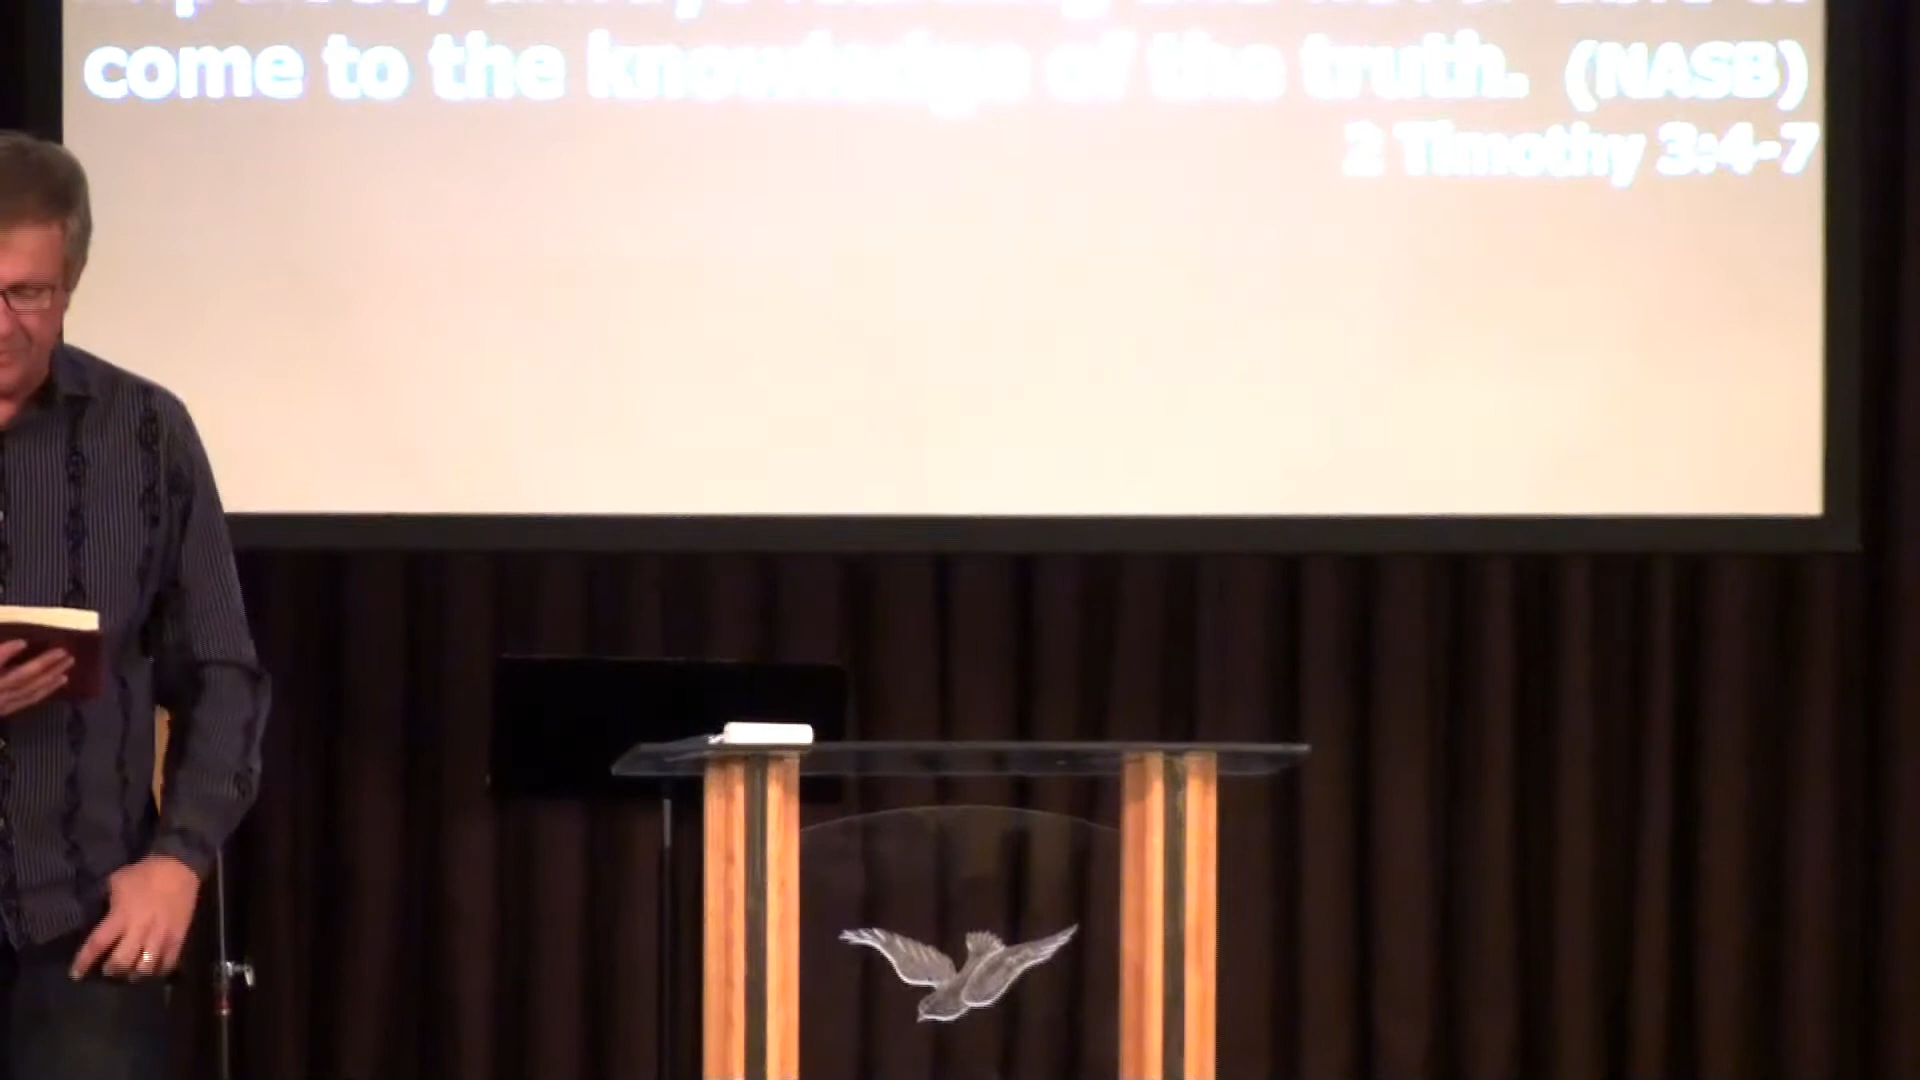 come to the knowledge of the truth. (NASB)
2 Timothy 3:4-7